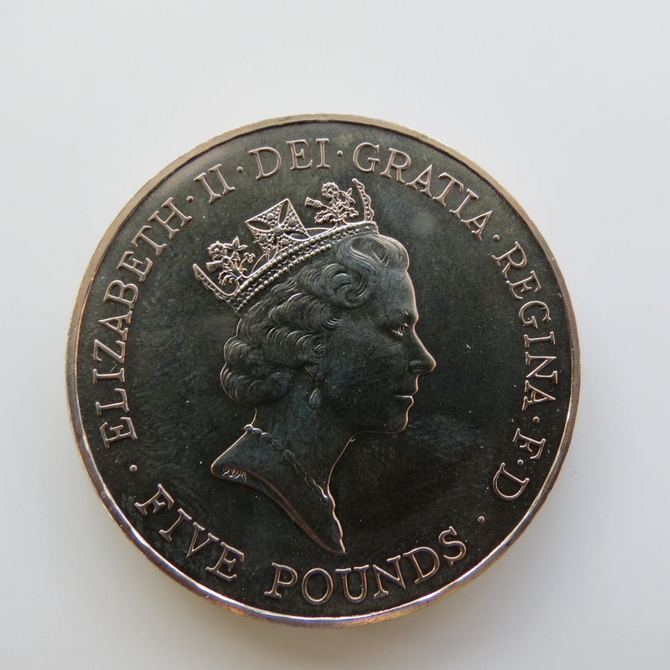 · ELIZABETH · II · DEI · GRATIA · REGINA · F · D ·
FIVE POUNDS